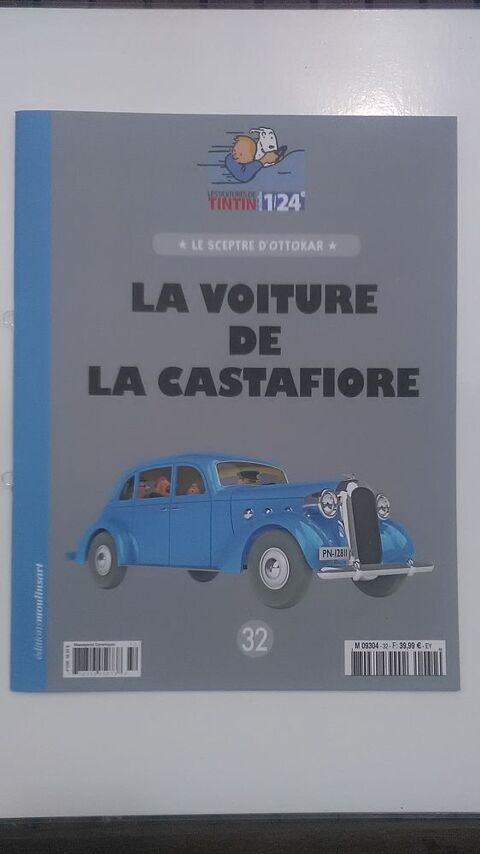 LES VOITURES DE
TINTIN 1/24e
★ LE SCEPTRE D'OTTOKAR ★
LA VOITURE
DE
LA CASTAFIORE
PN-12811
32
éditions moulinsart
M 09304 - 32 - F: 39,99 € - EY